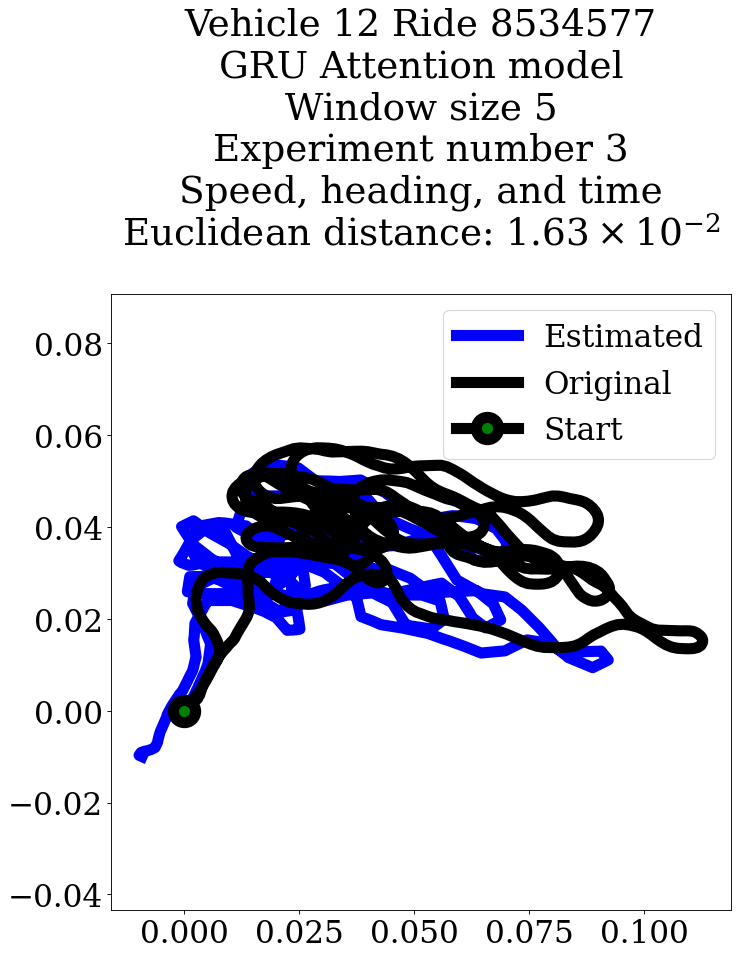 Vehicle 12 Ride 8534577
GRU Attention model
Window size 5
Experiment number 3
Speed, heading, and time
Euclidean distance: 1.63 × 10⁻²
Estimated
Original
Start
0.08
0.06
0.04
0.02
0.00
−0.02
−0.04
0.000 0.025 0.050 0.075 0.100